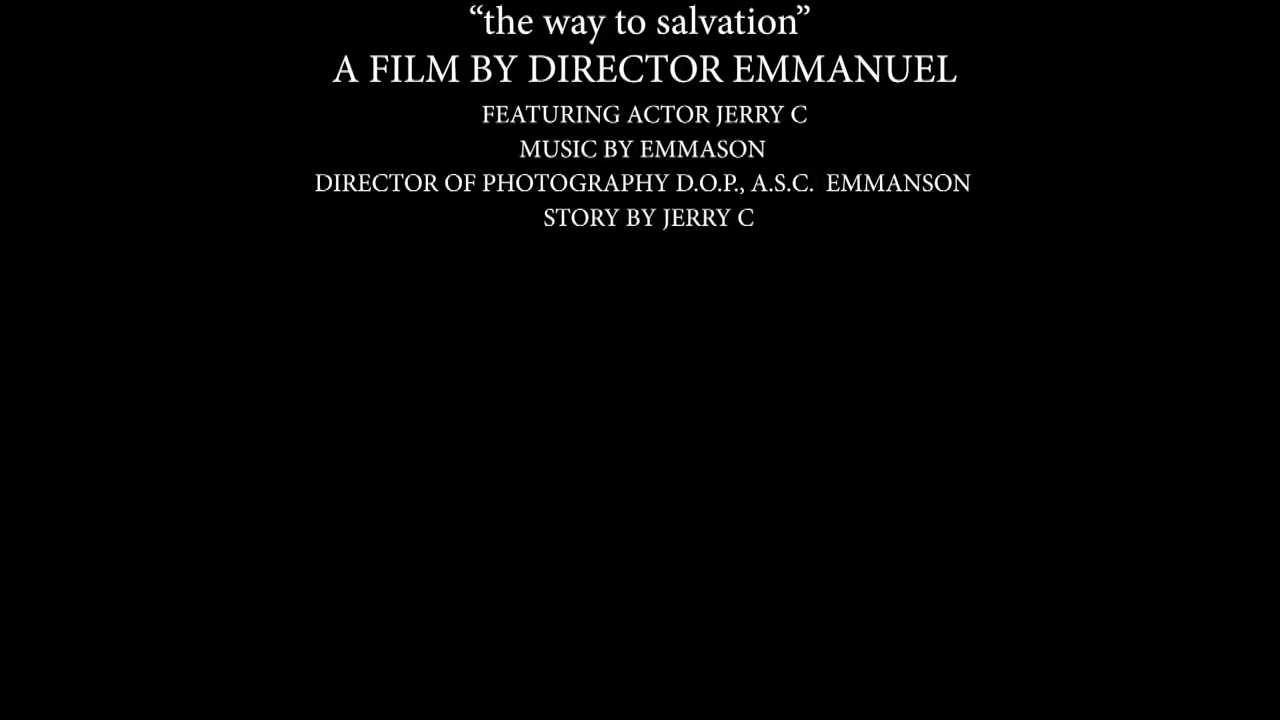 “the way to salvation”
A FILM BY DIRECTOR EMMANUEL
FEATURING ACTOR JERRY C
MUSIC BY EMMASON
DIRECTOR OF PHOTOGRAPHY D.O.P., A.S.C.  EMMANSON
STORY BY JERRY C